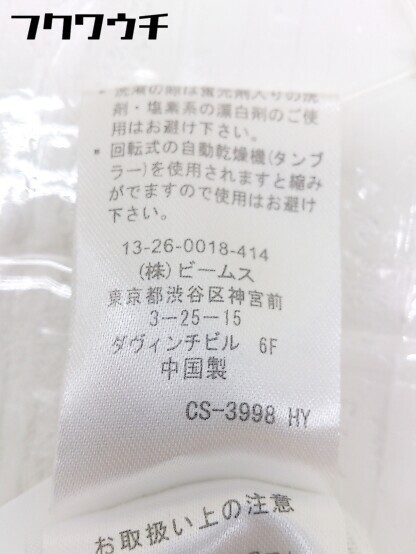 フクワウチ
・洗濯の際は蛍光剤入りの洗
剤・塩素系の漂白剤のご使
用はお避け下さい。
・回転式の自動乾燥機(タンブ
ラー)を使用されますと縮み
がでますので使用はお避け
下さい。
13-26-0018-414
(株)ビームス
東京都渋谷区神宮前
3-25-15
ダヴィンチビル 6F
中国製
CS-3998 HY
お取扱い上の注意